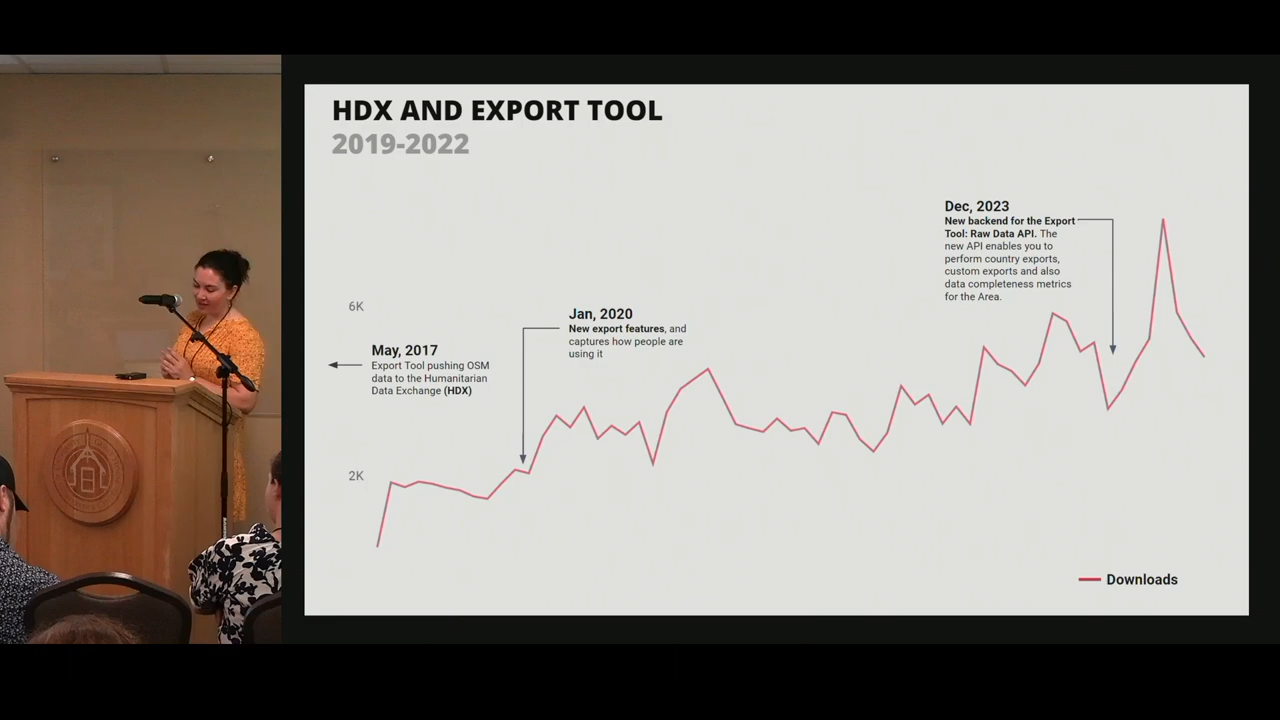 HDX AND EXPORT TOOL
2019-2022
Dec, 2023
New backend for the Export
Tool: Raw Data API. The
new API enables you to
perform country exports,
custom exports and also
data completeness metrics
for the Area.
6K
Jan, 2020
New export features, and
captures how people are
using it
May, 2017
Export Tool pushing OSM
data to the Humanitarian
Data Exchange (HDX)
2K
Downloads